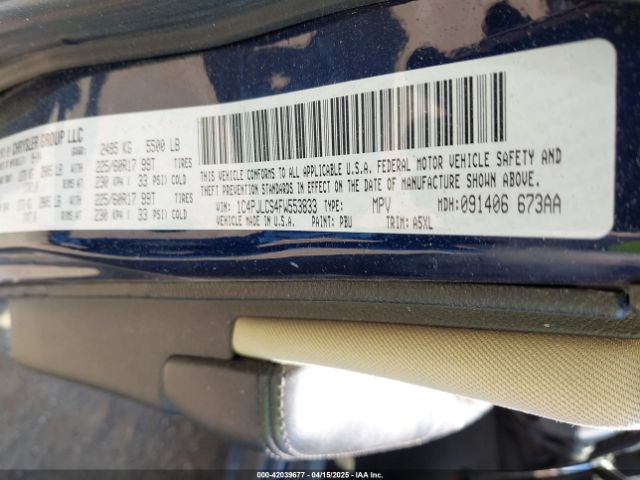 CHRYSLER GROUP LLC
GAWR: 2495 KG 5500 LB
225/60R17 99T TIRES
230 KPA ( 33 PSI) COLD
225/60R17 99T TIRES
230 KPA ( 33 PSI) COLD
THIS VEHICLE CONFORMS TO ALL APPLICABLE U.S.A. FEDERAL MOTOR VEHICLE SAFETY AND
THEFT PREVENTION STANDARDS IN EFFECT ON THE DATE OF MANUFACTURE SHOWN ABOVE.
VIN: 1C4PJLCS4FW553833 TYPE: MPV MDH:091406 673AA
VEHICLE MADE IN U.S.A. PAINT: PBU TRIM: A5XL
000-42039677 - 04/15/2025 - IAA Inc.